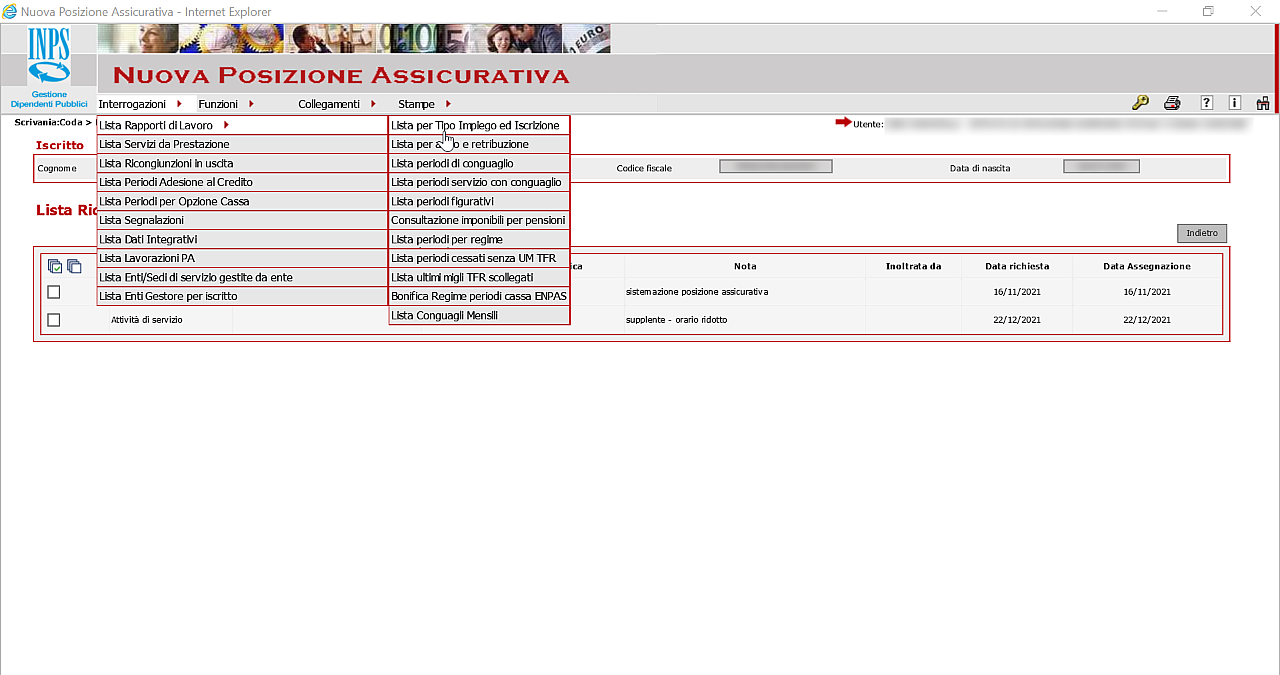 Nuova Posizione Assicurativa - Internet Explorer
INPS
Gestione
Dipendenti Pubblici
NUOVA POSIZIONE ASSICURATIVA
EURO
Interrogazioni Funzioni Collegamenti Stampe
Scrivania:Coda >
Utente:
Lista Rapporti di Lavoro
Lista Servizi da Prestazione
Lista Ricongiunzioni in uscita
Lista Periodi Adesione al Credito
Lista Periodi per Opzione Cassa
Lista Segnalazioni
Lista Dati Integrativi
Lista Lavorazioni PA
Lista Enti/Sedi di servizio gestite da ente
Lista Enti Gestore per iscritto
Lista per Tipo Impiego ed Iscrizione
Lista per e retribuzione
Lista periodi di conguaglio
Lista periodi servizio con conguaglio
Lista periodi figurativi
Consultazione imponibili per pensioni
Lista periodi per regime
Lista periodi cessati senza UM TFR
Lista ultimi migli TFR scollegati
Bonifica Regime periodi cassa ENPAS
Lista Conguagli Mensili
Iscritto
Cognome Codice fiscale Data di nascita
Lista Ric
Indietro
ca Nota Inoltrata da Data richiesta Data Assegnazione
sistemazione posizione assicurativa 16/11/2021 16/11/2021
Attività di servizio supplente - orario ridotto 22/12/2021 22/12/2021